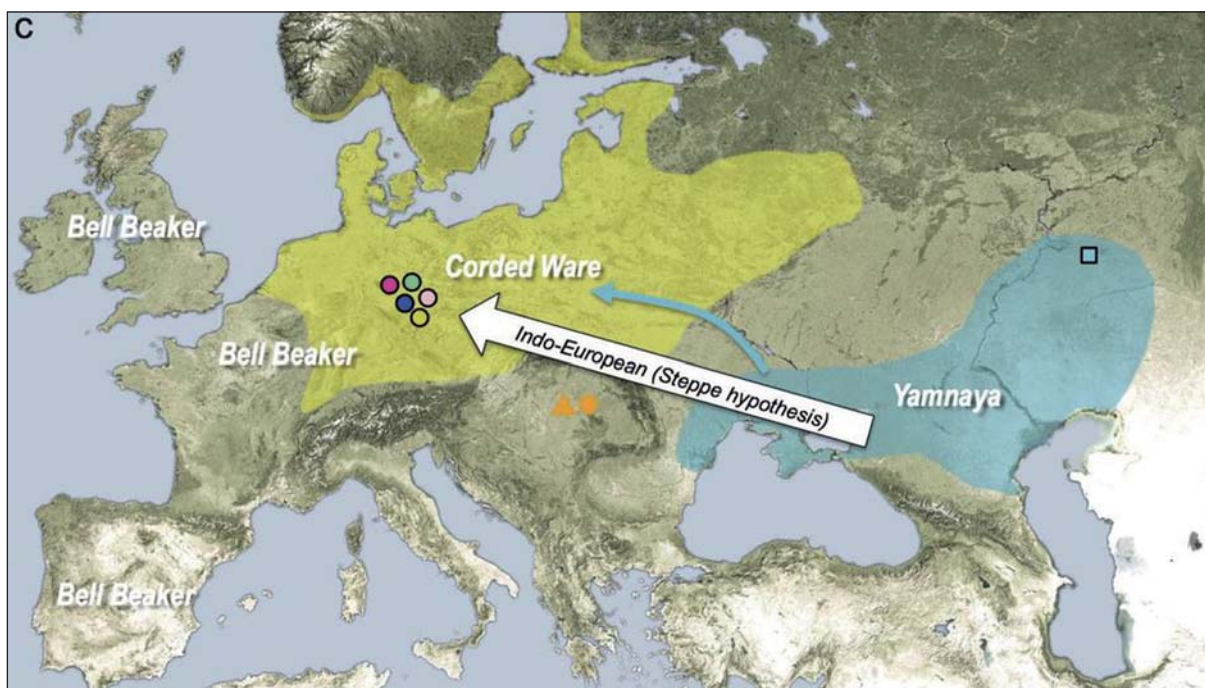 C
Bell Beaker
Corded Ware
Bell Beaker
Indo-European (Steppe hypothesis)
Yamnaya
Bell Beaker